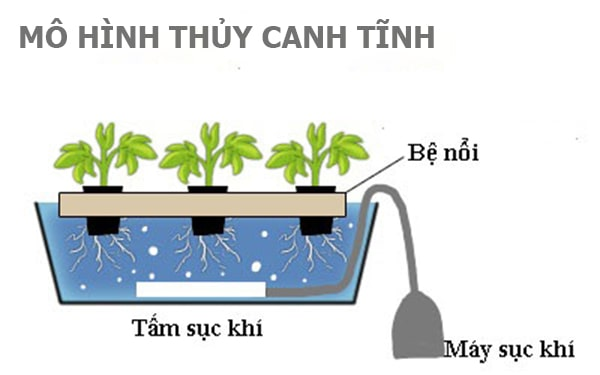 MÔ HÌNH THỦY CANH TĨNH
Bệ nổi
Tấm sục khí
Máy sục khí